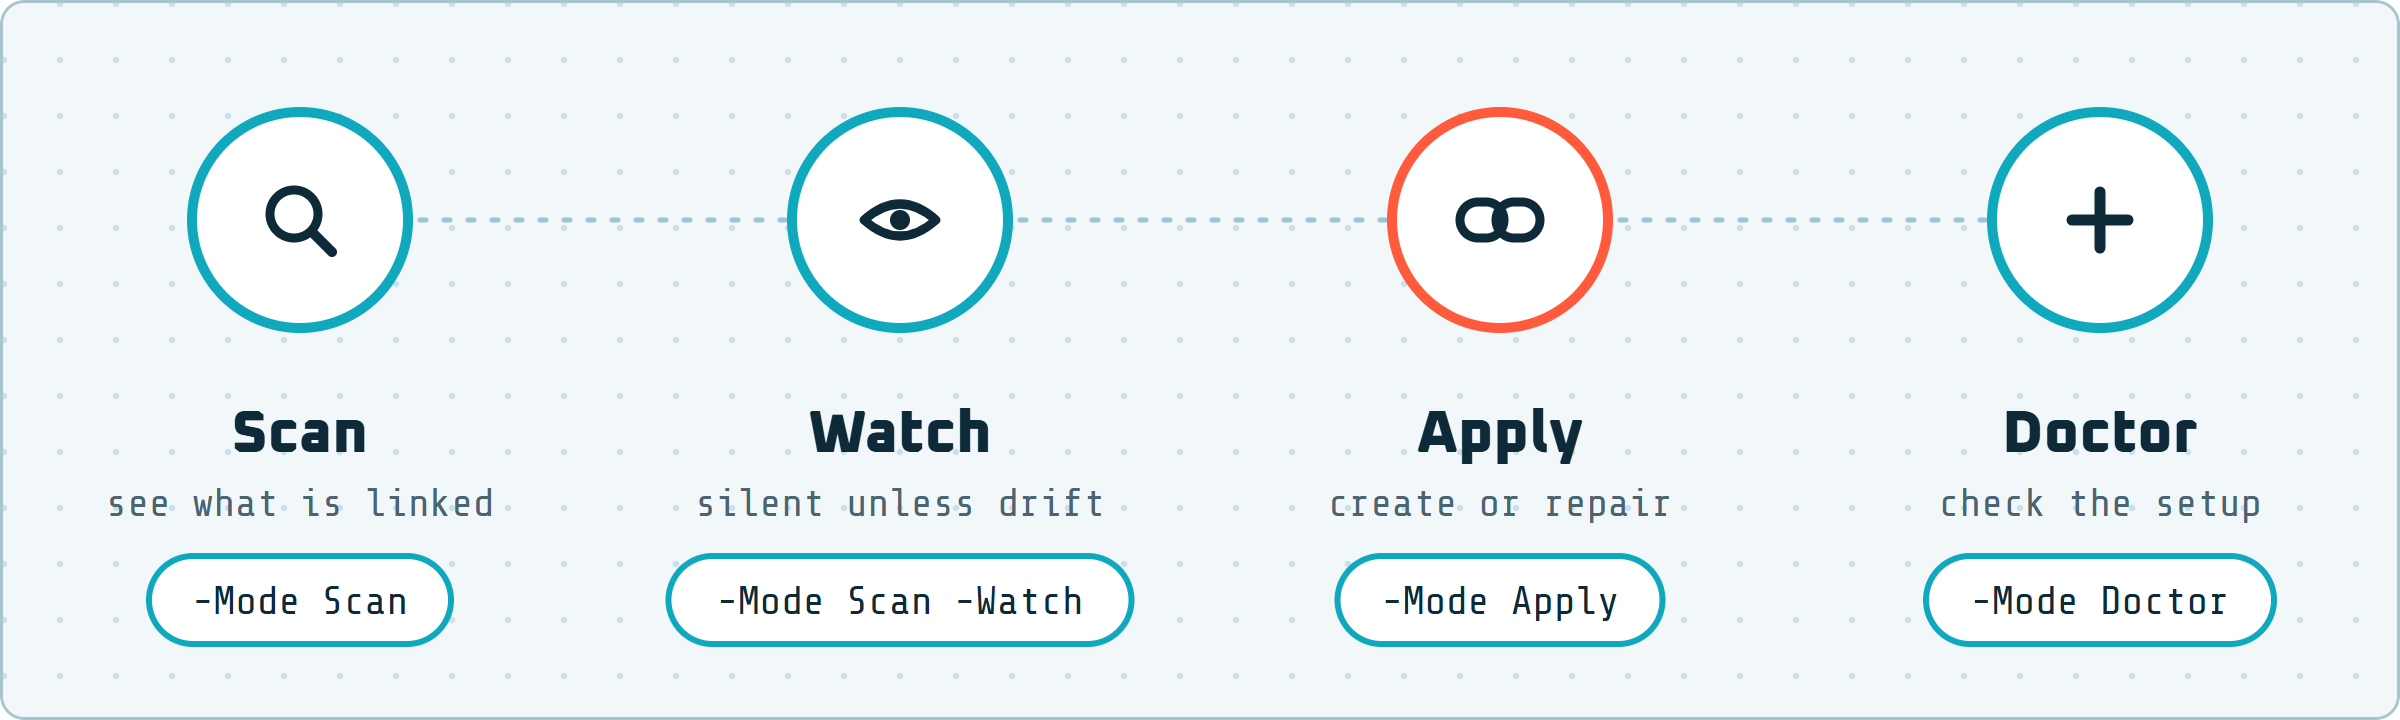 Scan
see what is linked
-Mode Scan
Watch
silent unless drift
-Mode Scan -Watch
Apply
create or repair
-Mode Apply
Doctor
check the setup
-Mode Doctor